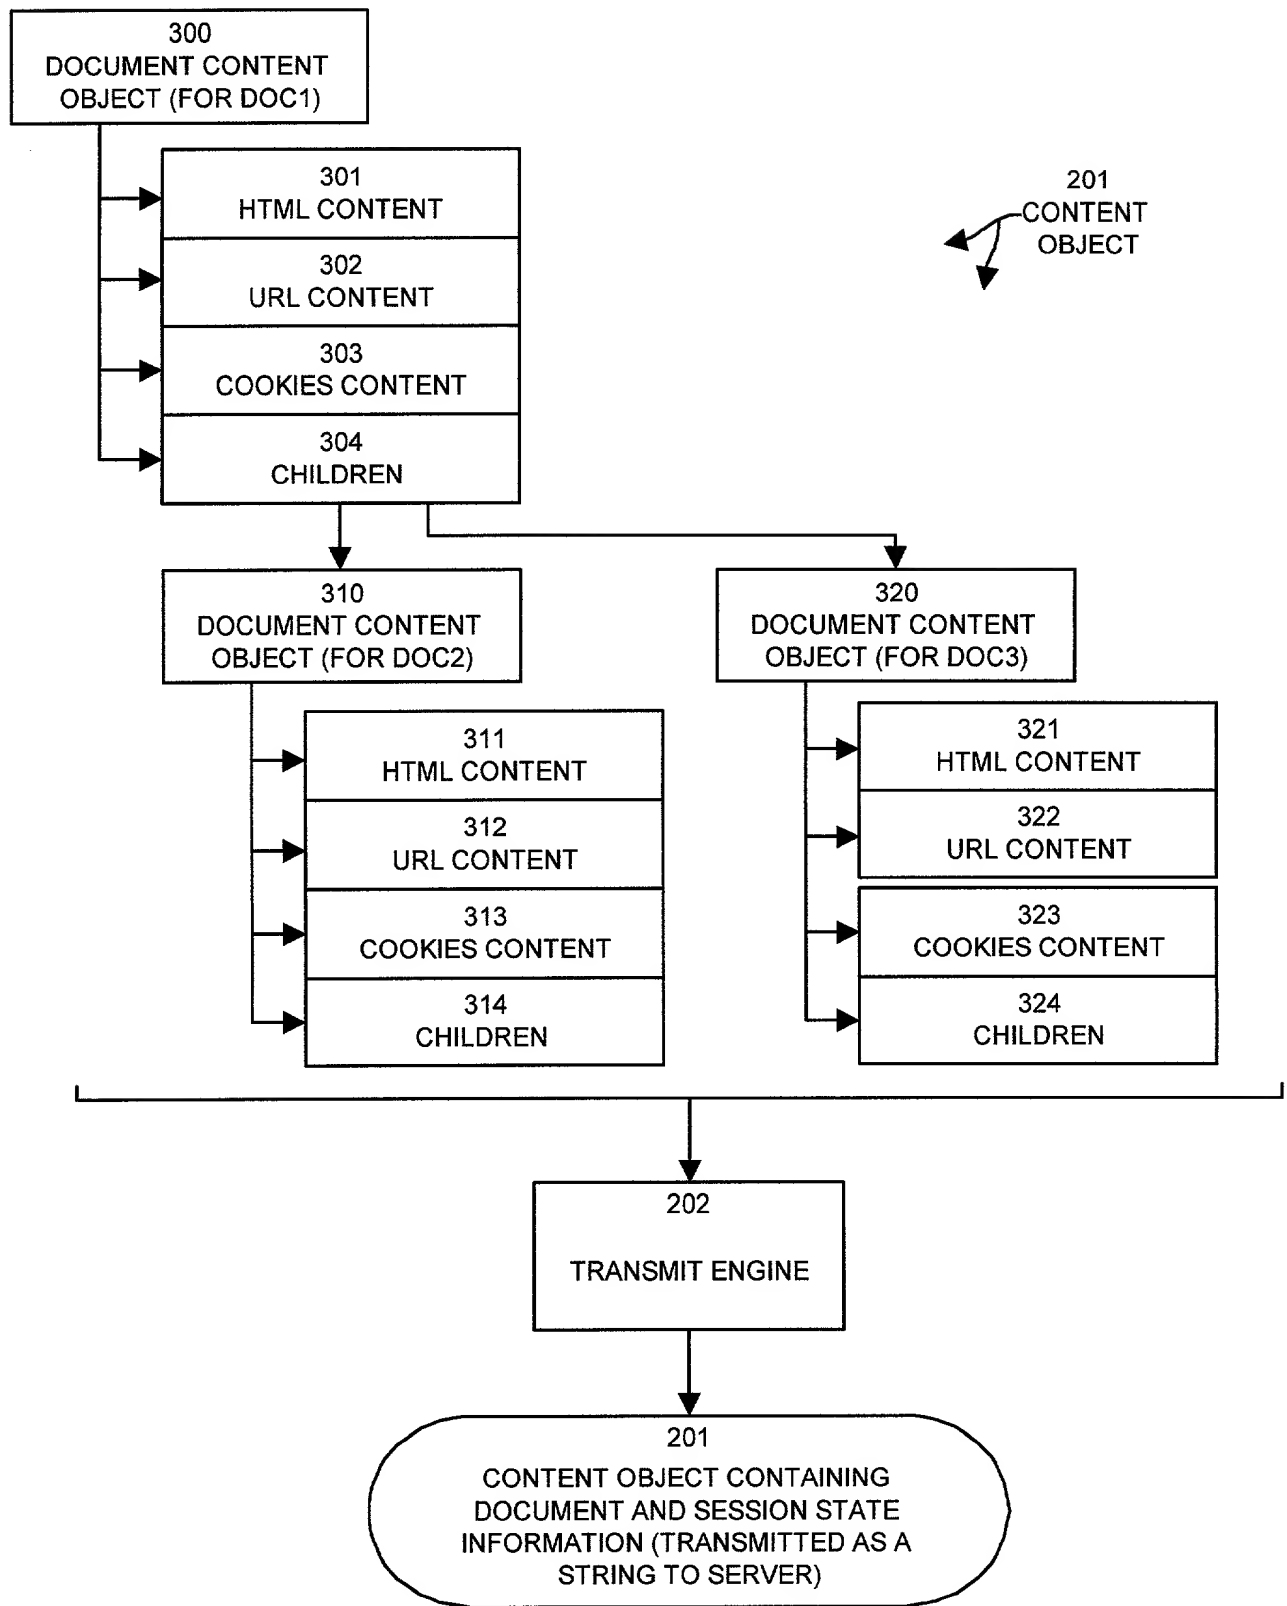 300
DOCUMENT CONTENT
OBJECT (FOR DOC1)
301
HTML CONTENT
302
URL CONTENT
303
COOKIES CONTENT
304
CHILDREN
201
CONTENT
OBJECT
310
DOCUMENT CONTENT
OBJECT (FOR DOC2)
311
HTML CONTENT
312
URL CONTENT
313
COOKIES CONTENT
314
CHILDREN
320
DOCUMENT CONTENT
OBJECT (FOR DOC3)
321
HTML CONTENT
322
URL CONTENT
323
COOKIES CONTENT
324
CHILDREN
202
TRANSMIT ENGINE
201
CONTENT OBJECT CONTAINING
DOCUMENT AND SESSION STATE
INFORMATION (TRANSMITTED AS A
STRING TO SERVER)